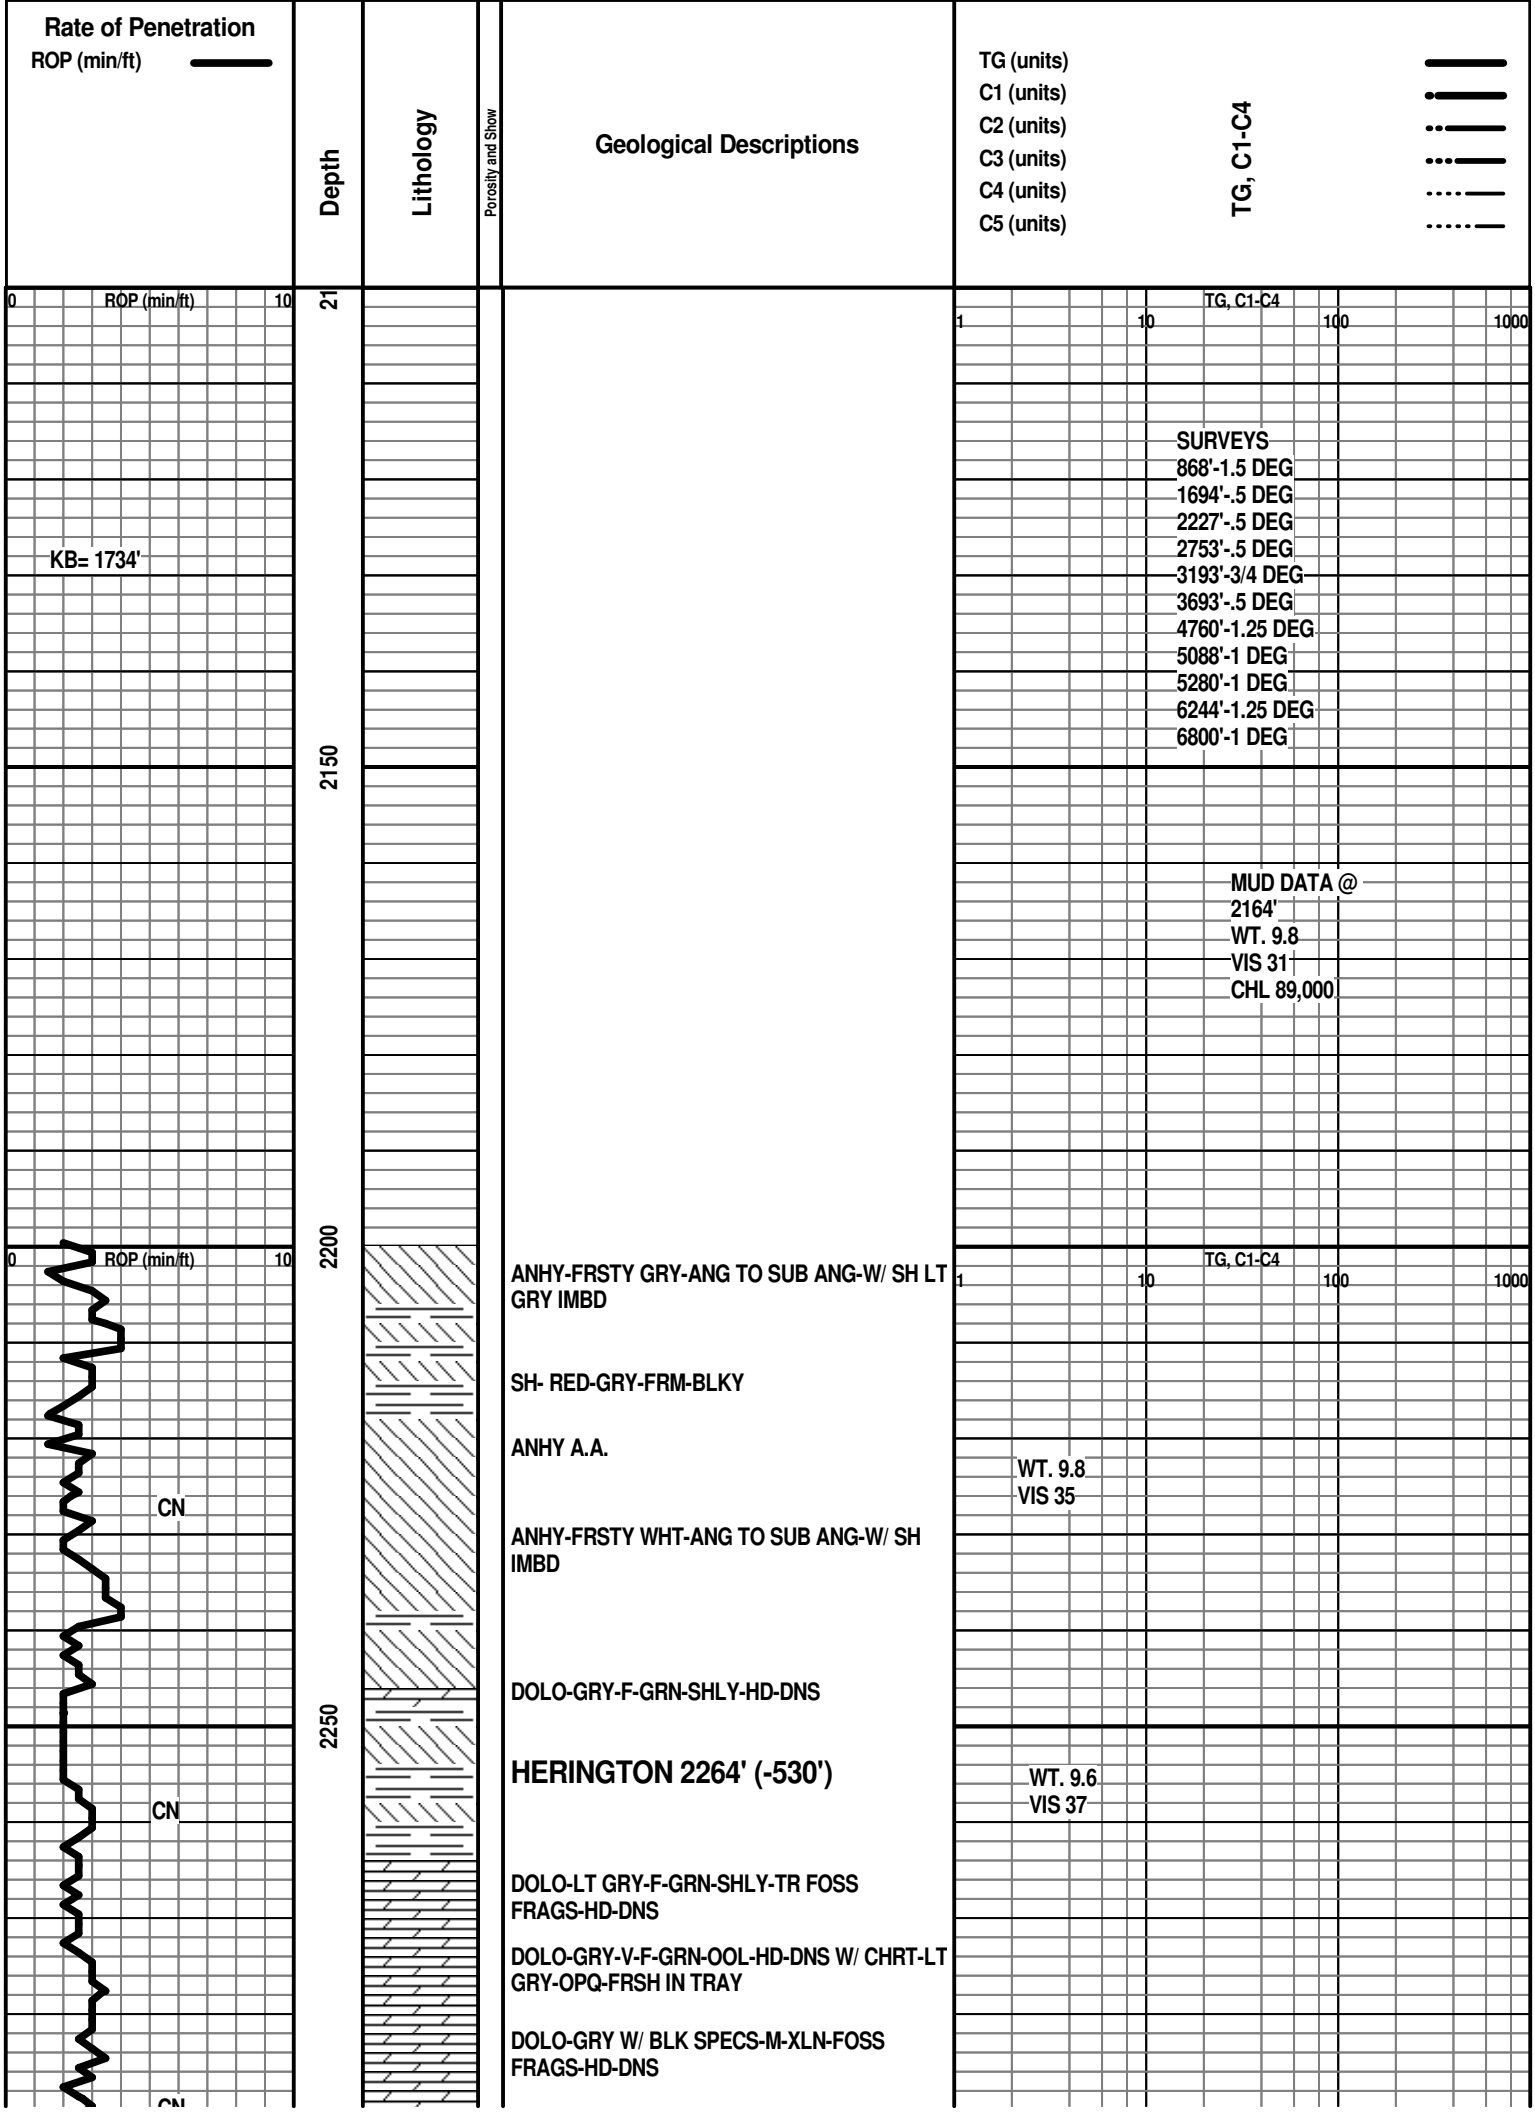 Rate of Penetration
ROP (min/ft)
Depth
Lithology
Porosity and Show
Geological Descriptions
TG (units)
C1 (units)
C2 (units)
C3 (units)
C4 (units)
C5 (units)
TG, C1-C4
0 ROP (min/ft) 10
21
TG, C1-C4
1 10 100 1000
SURVEYS
868'-1.5 DEG
1694'-.5 DEG
2227'-.5 DEG
2753'-.5 DEG
3193'-3/4 DEG
3693'-.5 DEG
4760'-1.25 DEG
5088'-1 DEG
5280'-1 DEG
6244'-1.25 DEG
6800'-1 DEG
KB= 1734'
2150
MUD DATA @
2164'
WT. 9.8
VIS 31
CHL 89,000
2200
0 ROP (min/ft) 10
TG, C1-C4
1 10 100 1000
ANHY-FRSTY GRY-ANG TO SUB ANG-W/ SH LT
GRY IMBD
SH- RED-GRY-FRM-BLKY
ANHY A.A.
WT. 9.8
VIS 35
CN
ANHY-FRSTY WHT-ANG TO SUB ANG-W/ SH
IMBD
DOLO-GRY-F-GRN-SHLY-HD-DNS
2250
HERINGTON 2264' (-530')
WT. 9.6
VIS 37
CN
DOLO-LT GRY-F-GRN-SHLY-TR FOSS
FRAGS-HD-DNS
DOLO-GRY-V-F-GRN-OOL-HD-DNS W/ CHRT-LT
GRY-OPQ-FRSH IN TRAY
DOLO-GRY W/ BLK SPECS-M-XLN-FOSS
FRAGS-HD-DNS
CN